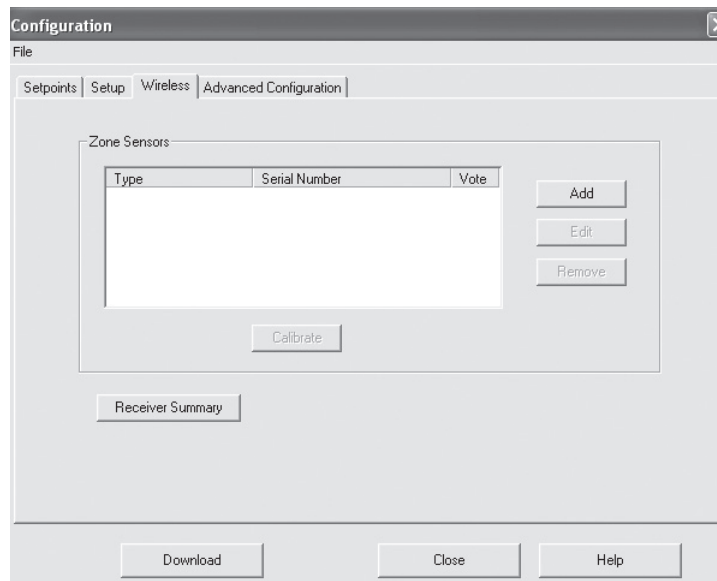 Configuration
File
Setpoints Setup Wireless Advanced Configuration
Zone Sensors
Type Serial Number Vote
Add
Edit
Remove
Calibrate
Receiver Summary
Download Close Help